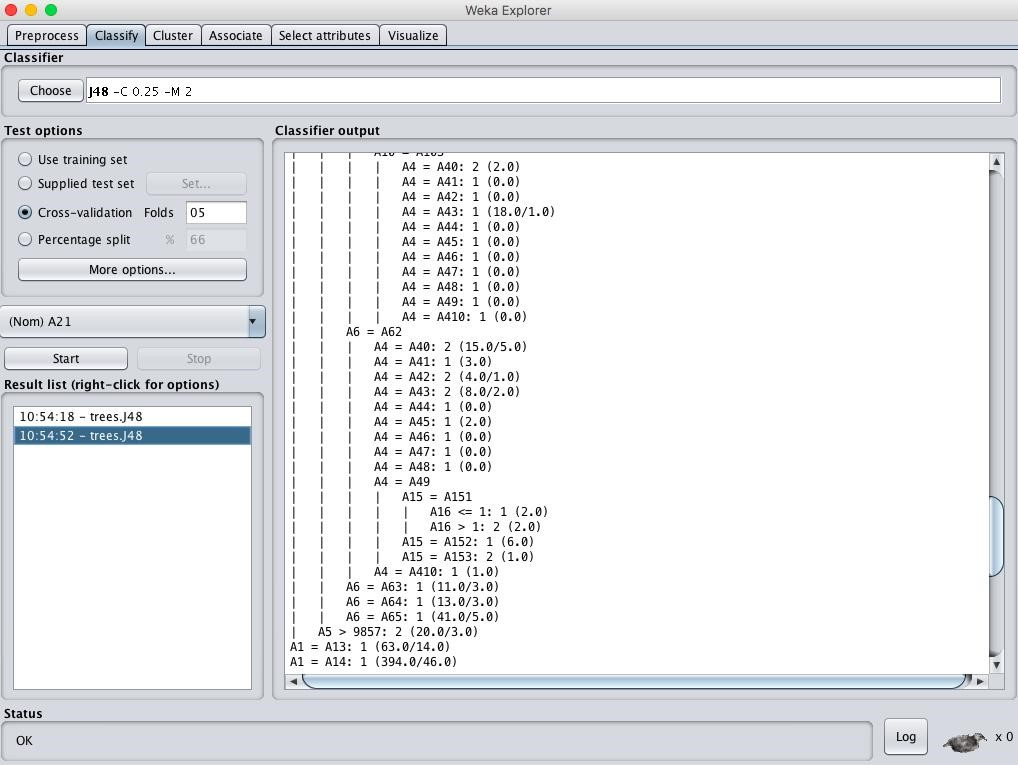 Weka Explorer
Preprocess Classify Cluster Associate Select attributes Visualize
Classifier
Choose J48 -C 0.25 -M 2
Test options
Use training set
Supplied test set Set...
Cross-validation Folds 05
Percentage split % 66
More options...
(Nom) A21
Start Stop
Result list (right-click for options)
10:54:18 - trees.J48
10:54:52 - trees.J48
Classifier output
| | | A10 = A103
| | | | A4 = A40: 2 (2.0)
| | | | A4 = A41: 1 (0.0)
| | | | A4 = A42: 1 (0.0)
| | | | A4 = A43: 1 (18.0/1.0)
| | | | A4 = A44: 1 (0.0)
| | | | A4 = A45: 1 (0.0)
| | | | A4 = A46: 1 (0.0)
| | | | A4 = A47: 1 (0.0)
| | | | A4 = A48: 1 (0.0)
| | | | A4 = A49: 1 (0.0)
| | | | A4 = A410: 1 (0.0)
| | A6 = A62
| | | A4 = A40: 2 (15.0/5.0)
| | | A4 = A41: 1 (3.0)
| | | A4 = A42: 2 (4.0/1.0)
| | | A4 = A43: 2 (8.0/2.0)
| | | A4 = A44: 1 (0.0)
| | | A4 = A45: 1 (2.0)
| | | A4 = A46: 1 (0.0)
| | | A4 = A47: 1 (0.0)
| | | A4 = A48: 1 (0.0)
| | | A4 = A49
| | | | A15 = A151
| | | | | A16 <= 1: 1 (2.0)
| | | | | A16 > 1: 2 (2.0)
| | | | A15 = A152: 1 (6.0)
| | | | A15 = A153: 2 (1.0)
| | | A4 = A410: 1 (1.0)
| | A6 = A63: 1 (11.0/3.0)
| | A6 = A64: 1 (13.0/3.0)
| | A6 = A65: 1 (41.0/5.0)
| A5 > 9857: 2 (20.0/3.0)
A1 = A13: 1 (63.0/14.0)
A1 = A14: 1 (394.0/46.0)
Status
OK
Log x 0